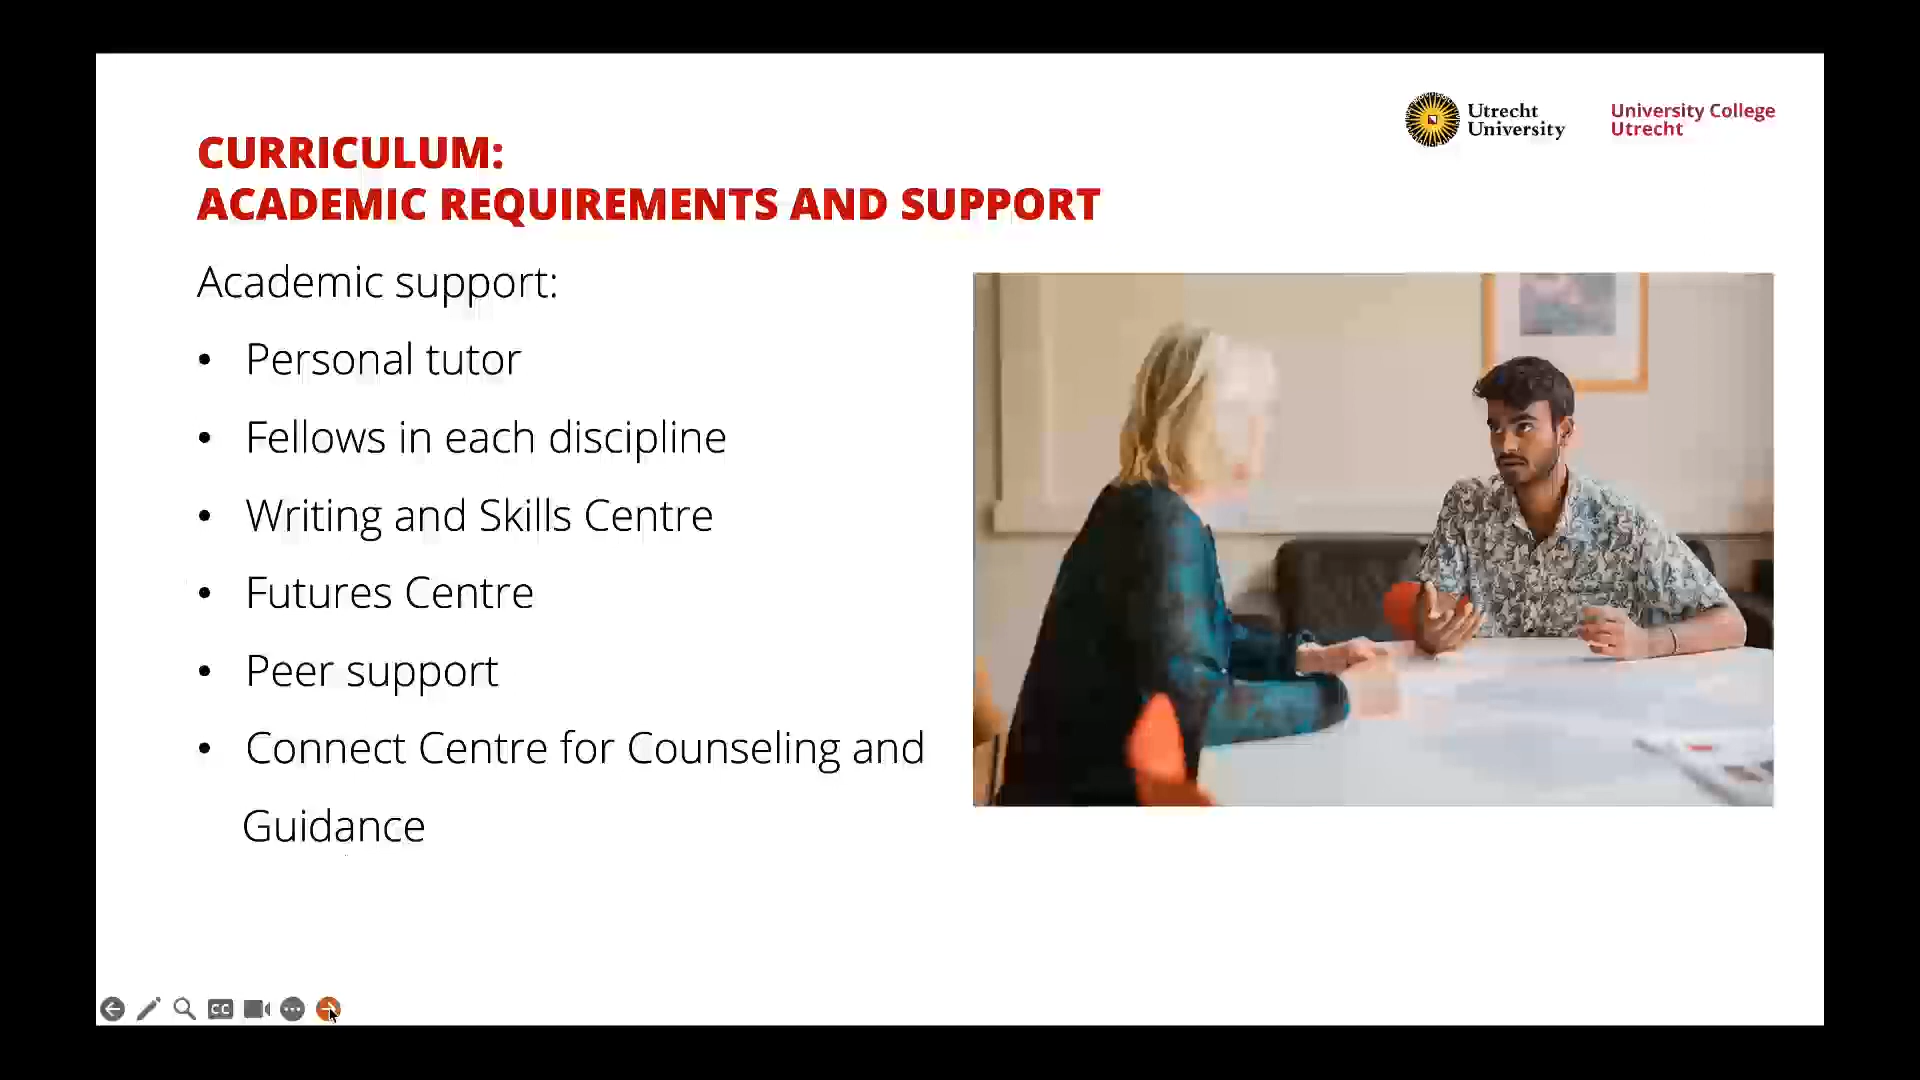 Utrecht
University
University College
Utrecht
CURRICULUM:
ACADEMIC REQUIREMENTS AND SUPPORT
Academic support:
• Personal tutor
• Fellows in each discipline
• Writing and Skills Centre
• Futures Centre
• Peer support
• Connect Centre for Counseling and
Guidance
CC